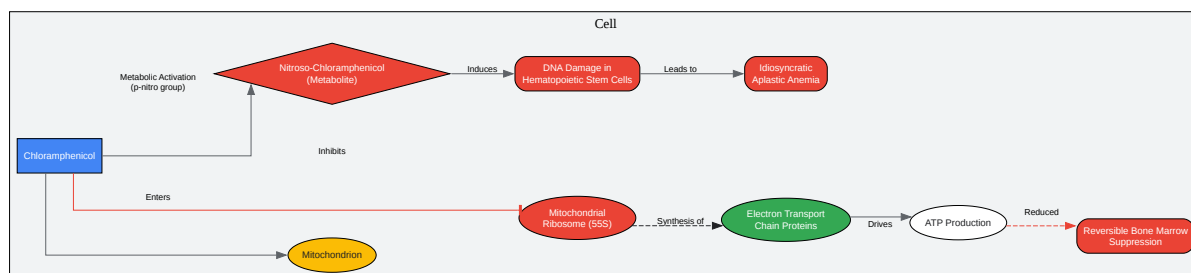 Cell
Metabolic Activation
(p-nitro group)
Nitroso-Chloramphenicol
(Metabolite)
Induces
DNA Damage in
Hematopoietic Stem Cells
Leads to
Idiosyncratic
Aplastic Anemia
Chloramphenicol
Inhibits
Enters
Mitochondrial
Ribosome (55S)
Synthesis of
Electron Transport
Chain Proteins
Drives
ATP Production
Reduced
Reversible Bone Marrow
Suppression
Mitochondrion